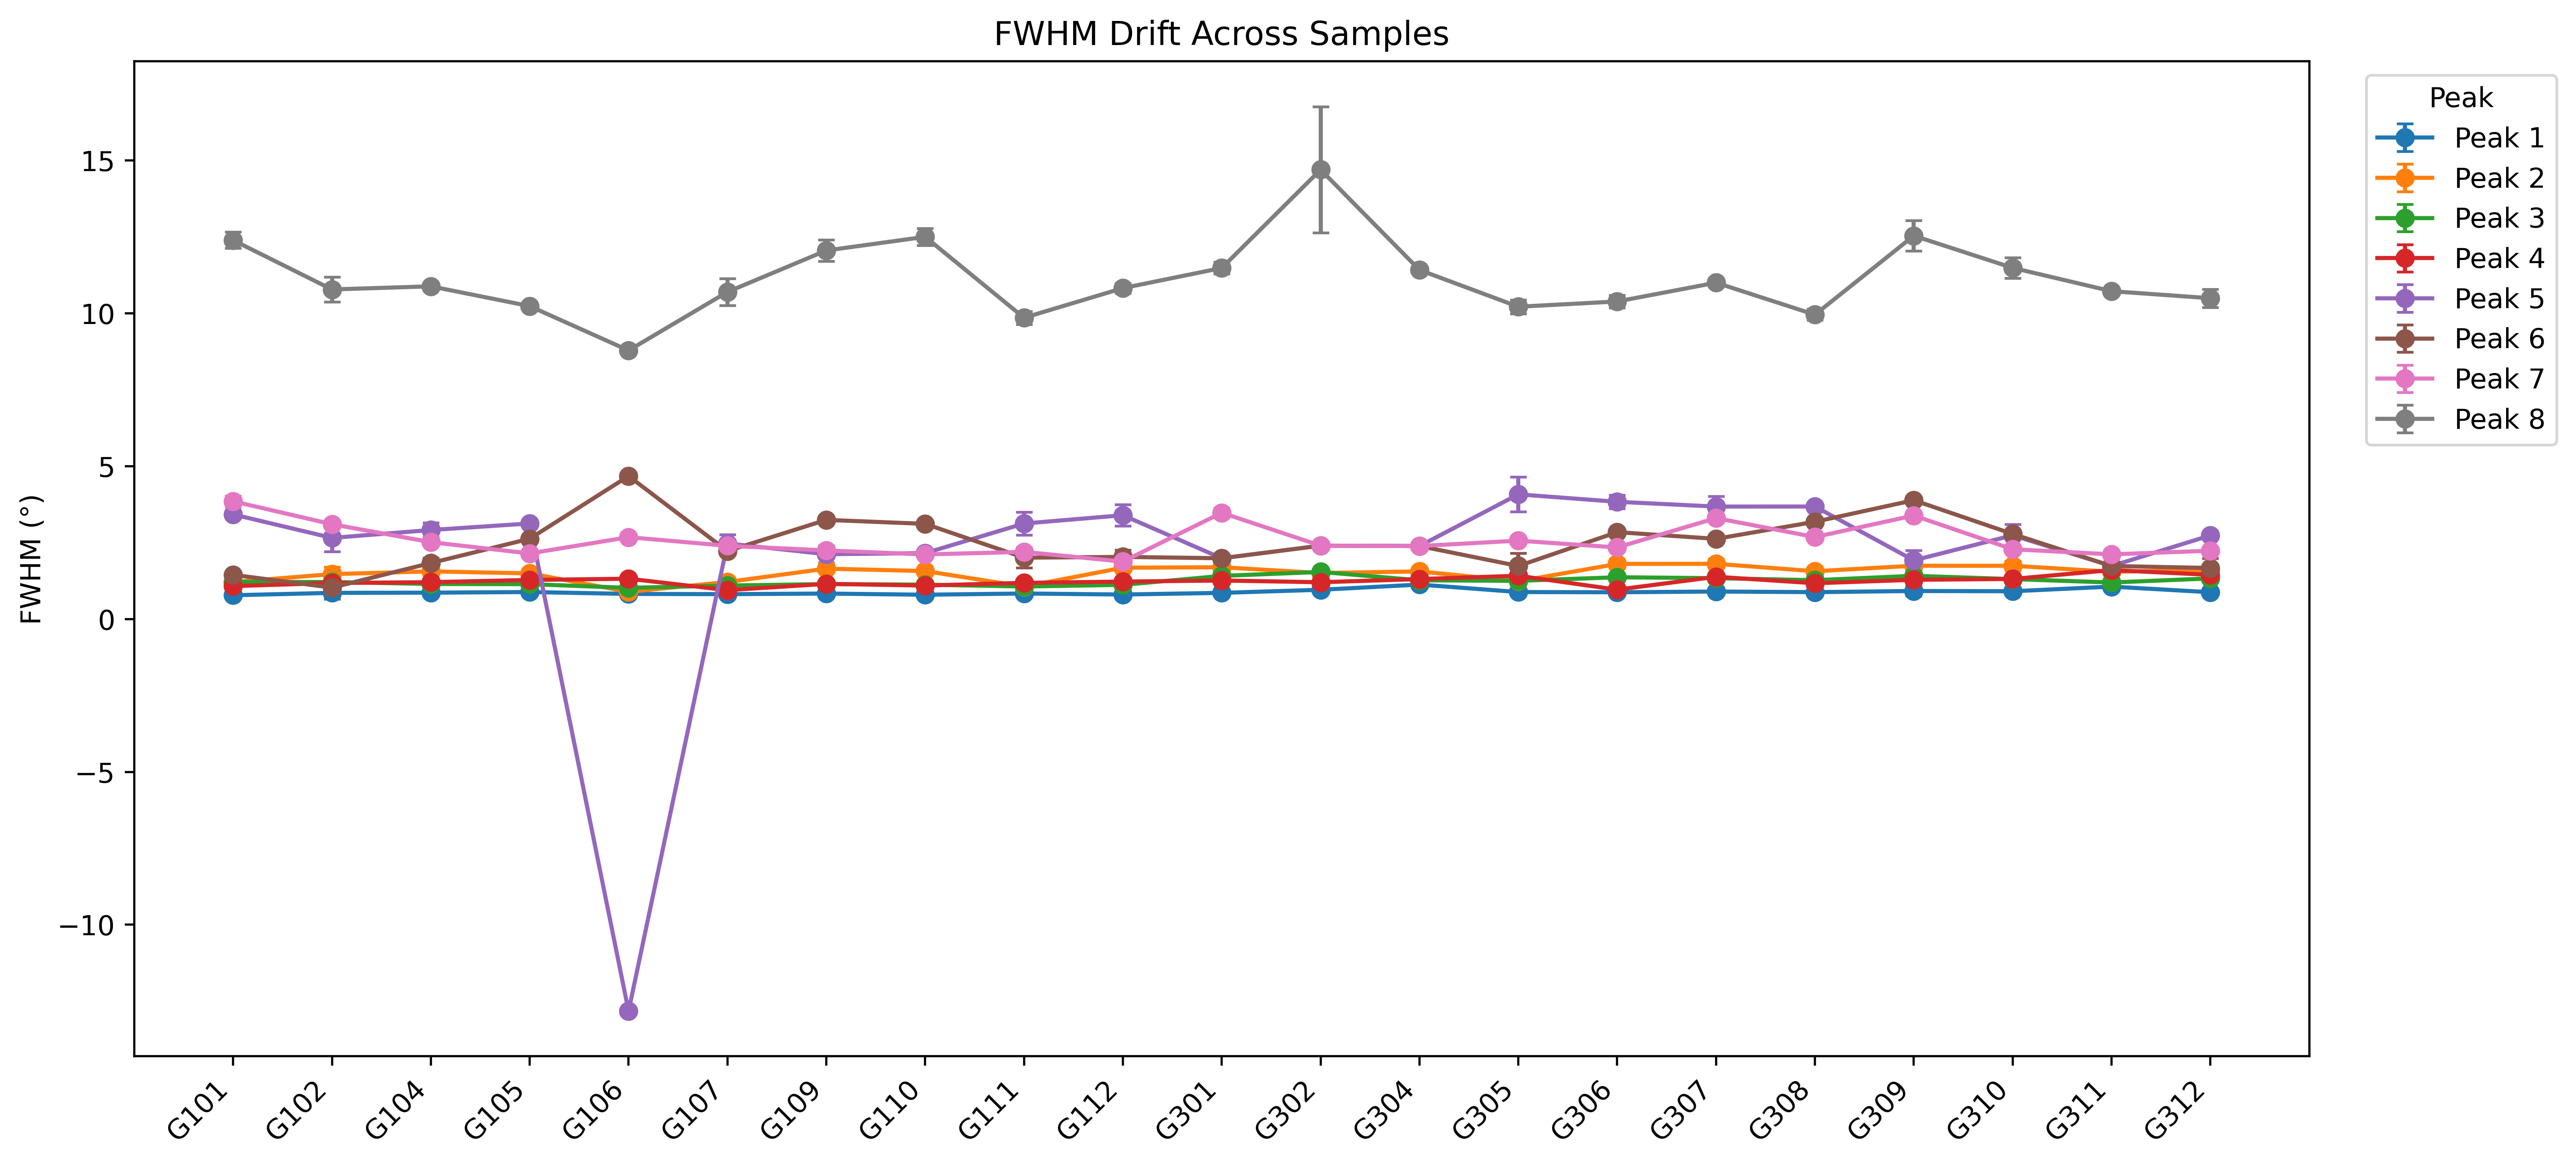 FWHM Drift Across Samples
FWHM (°)
15
10
5
0
−5
−10
G101
G102
G104
G105
G106
G107
G109
G110
G111
G112
G301
G302
G304
G305
G306
G307
G308
G309
G310
G311
G312
Peak
Peak 1
Peak 2
Peak 3
Peak 4
Peak 5
Peak 6
Peak 7
Peak 8